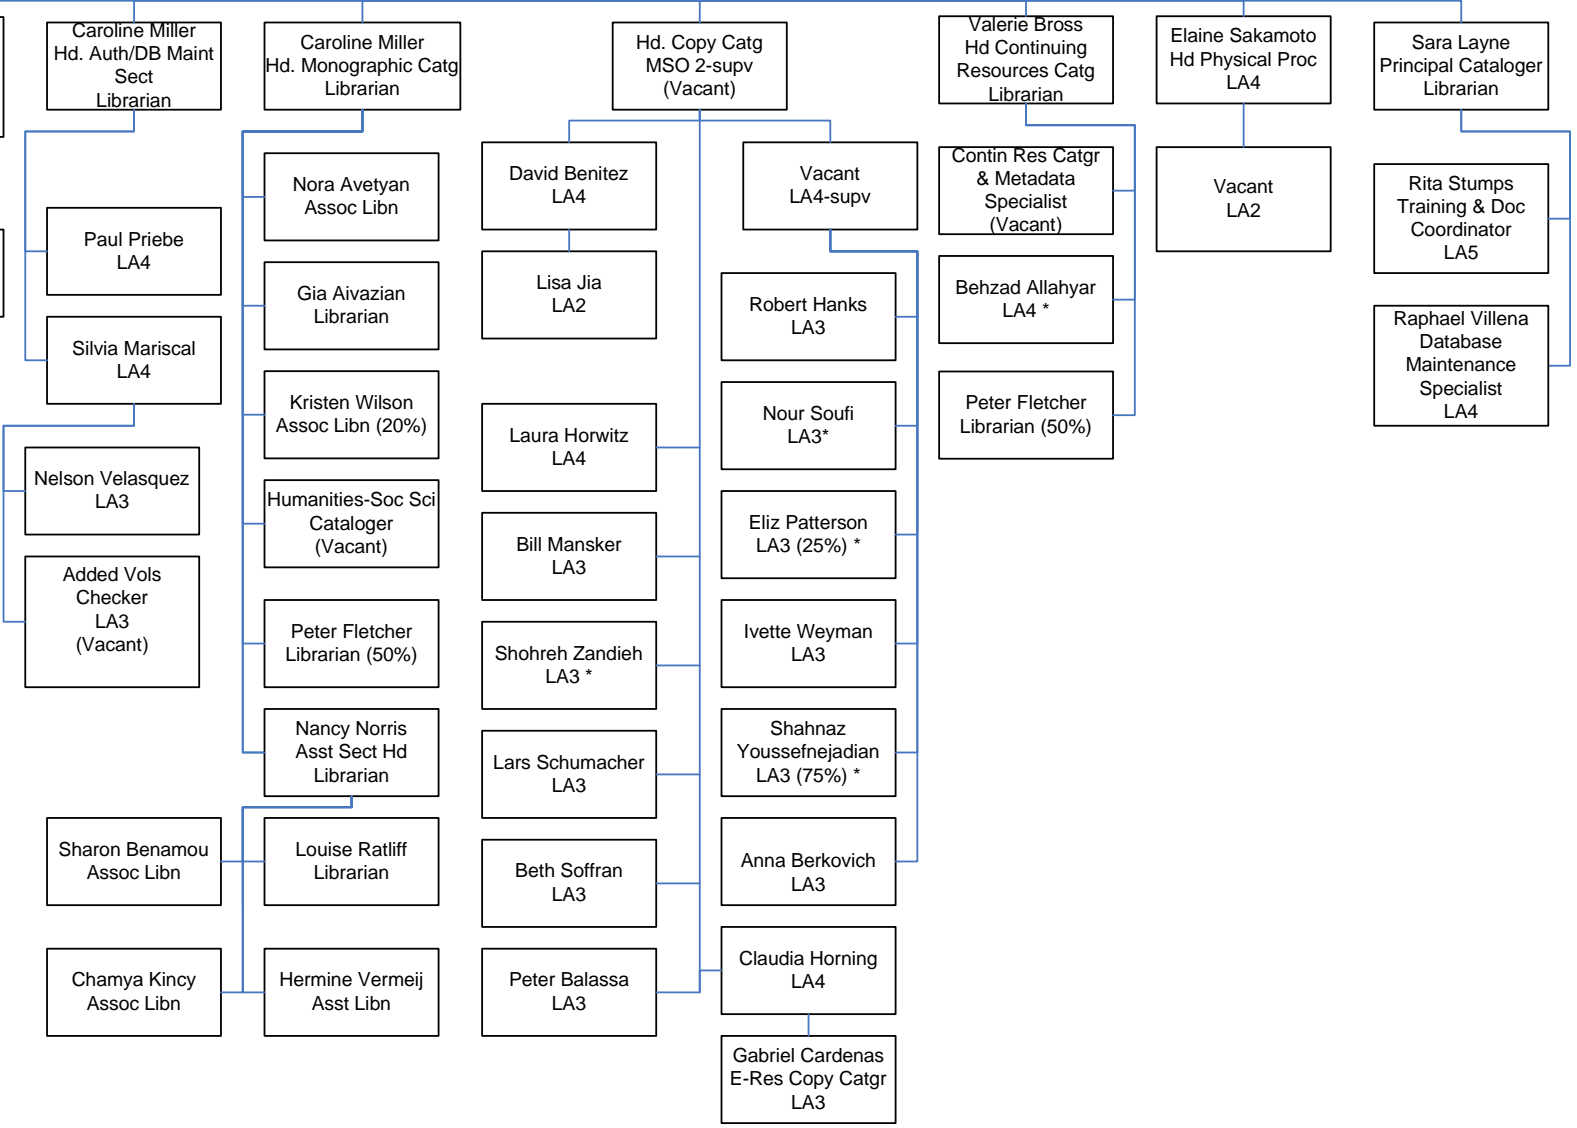 Caroline Miller
Hd. Auth/DB Maint
Sect
Librarian
Paul Priebe
LA4
Silvia Mariscal
LA4
Nelson Velasquez
LA3
Added Vols
Checker
LA3
(Vacant)
Caroline Miller
Hd. Monographic Catg
Librarian
Nora Avetyan
Assoc Libn
Gia Aivazian
Librarian
Kristen Wilson
Assoc Libn (20%)
Humanities-Soc Sci
Cataloger
(Vacant)
Peter Fletcher
Librarian (50%)
Nancy Norris
Asst Sect Hd
Librarian
Sharon Benamou
Assoc Libn
Louise Ratliff
Librarian
Chamya Kincy
Assoc Libn
Hermine Vermeij
Asst Libn
Hd. Copy Catg
MSO 2-supv
(Vacant)
David Benitez
LA4
Lisa Jia
LA2
Laura Horwitz
LA4
Bill Mansker
LA3
Shohreh Zandieh
LA3 *
Lars Schumacher
LA3
Beth Soffran
LA3
Peter Balassa
LA3
Vacant
LA4-supv
Robert Hanks
LA3
Nour Soufi
LA3*
Eliz Patterson
LA3 (25%) *
Ivette Weyman
LA3
Shahnaz
Youssefnejadian
LA3 (75%) *
Anna Berkovich
LA3
Claudia Horning
LA4
Gabriel Cardenas
E-Res Copy Catgr
LA3
Valerie Bross
Hd Continuing
Resources Catg
Librarian
Contin Res Catgr
& Metadata
Specialist
(Vacant)
Behzad Allahyar
LA4 *
Peter Fletcher
Librarian (50%)
Elaine Sakamoto
Hd Physical Proc
LA4
Vacant
LA2
Sara Layne
Principal Cataloger
Librarian
Rita Stumps
Training & Doc
Coordinator
LA5
Raphael Villena
Database
Maintenance
Specialist
LA4